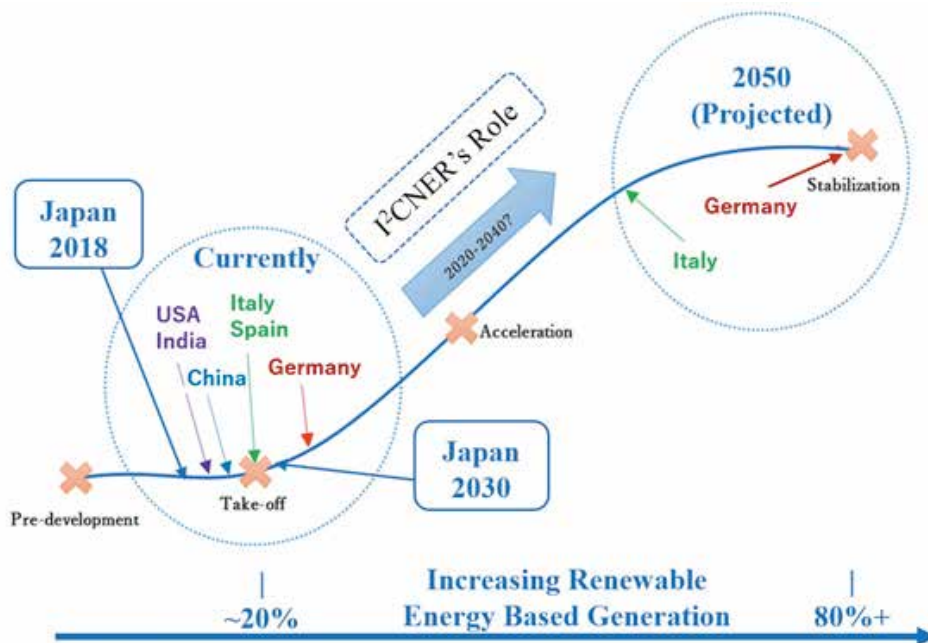 2050
(Projected)
I²CNER's Role
Stabilization
Germany
Japan
2018
2020-2040?
Currently
Italy
Italy
Spain
USA
India
Acceleration
China
Germany
Japan
2030
Take-off
Pre-development
Increasing Renewable
Energy Based Generation
~20%
80%+